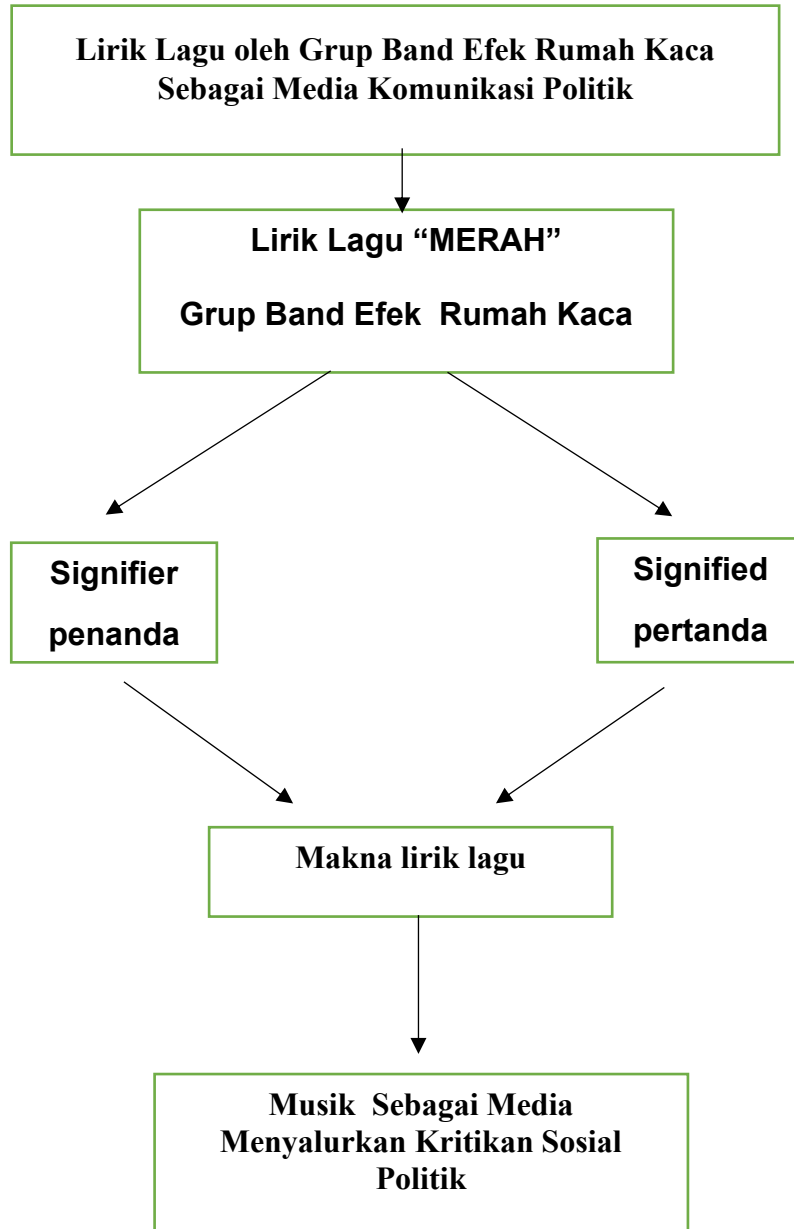 Lirik Lagu oleh Grup Band Efek Rumah Kaca
Sebagai Media Komunikasi Politik
Lirik Lagu “MERAH”
Grup Band Efek Rumah Kaca
Signifier
penanda
Signified
pertanda
Makna lirik lagu
Musik Sebagai Media
Menyalurkan Kritikan Sosial
Politik